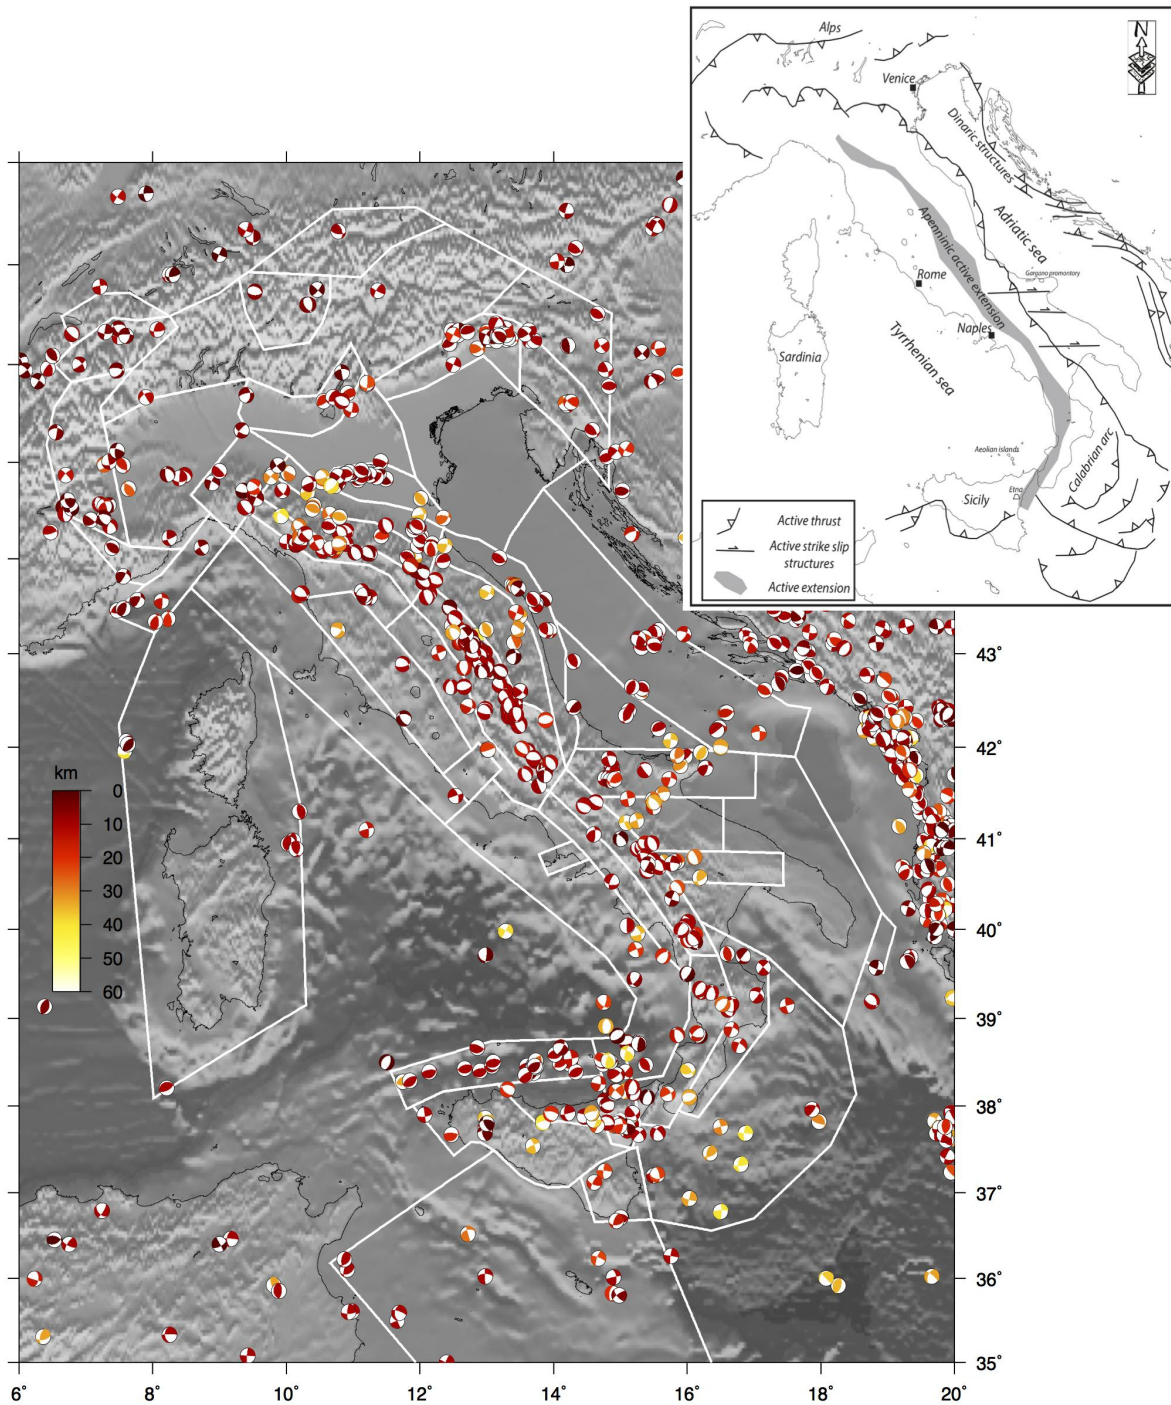 Alps
N
Venice
Dinaric structures
Adriatic sea
Apenninic active extension
Gargano promontory
Rome
Naples
Tyrrhenian sea
Sardinia
Aeolian islands
Calabrian arc
Etna
Sicily
Active thrust
Active strike slip
structures
Active extension
43°
42°
41°
40°
39°
38°
37°
36°
35°
km
0
10
20
30
40
50
60
6° 8° 10° 12° 14° 16° 18° 20°